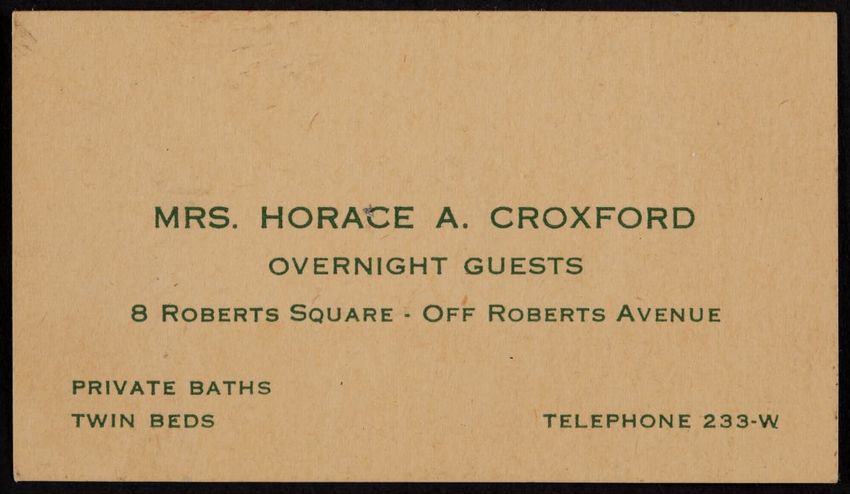 MRS. HORACE A. CROXFORD
OVERNIGHT GUESTS
8 ROBERTS SQUARE - OFF ROBERTS AVENUE
PRIVATE BATHS
TWIN BEDS
TELEPHONE 233-W